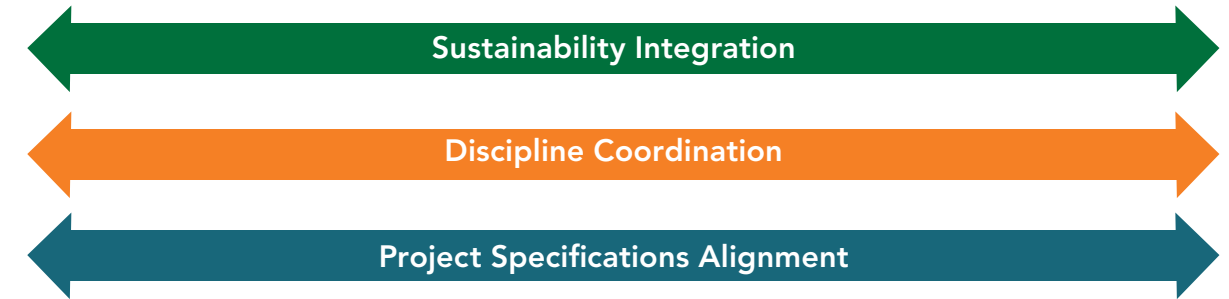 Sustainability Integration
Discipline Coordination
Project Specifications Alignment